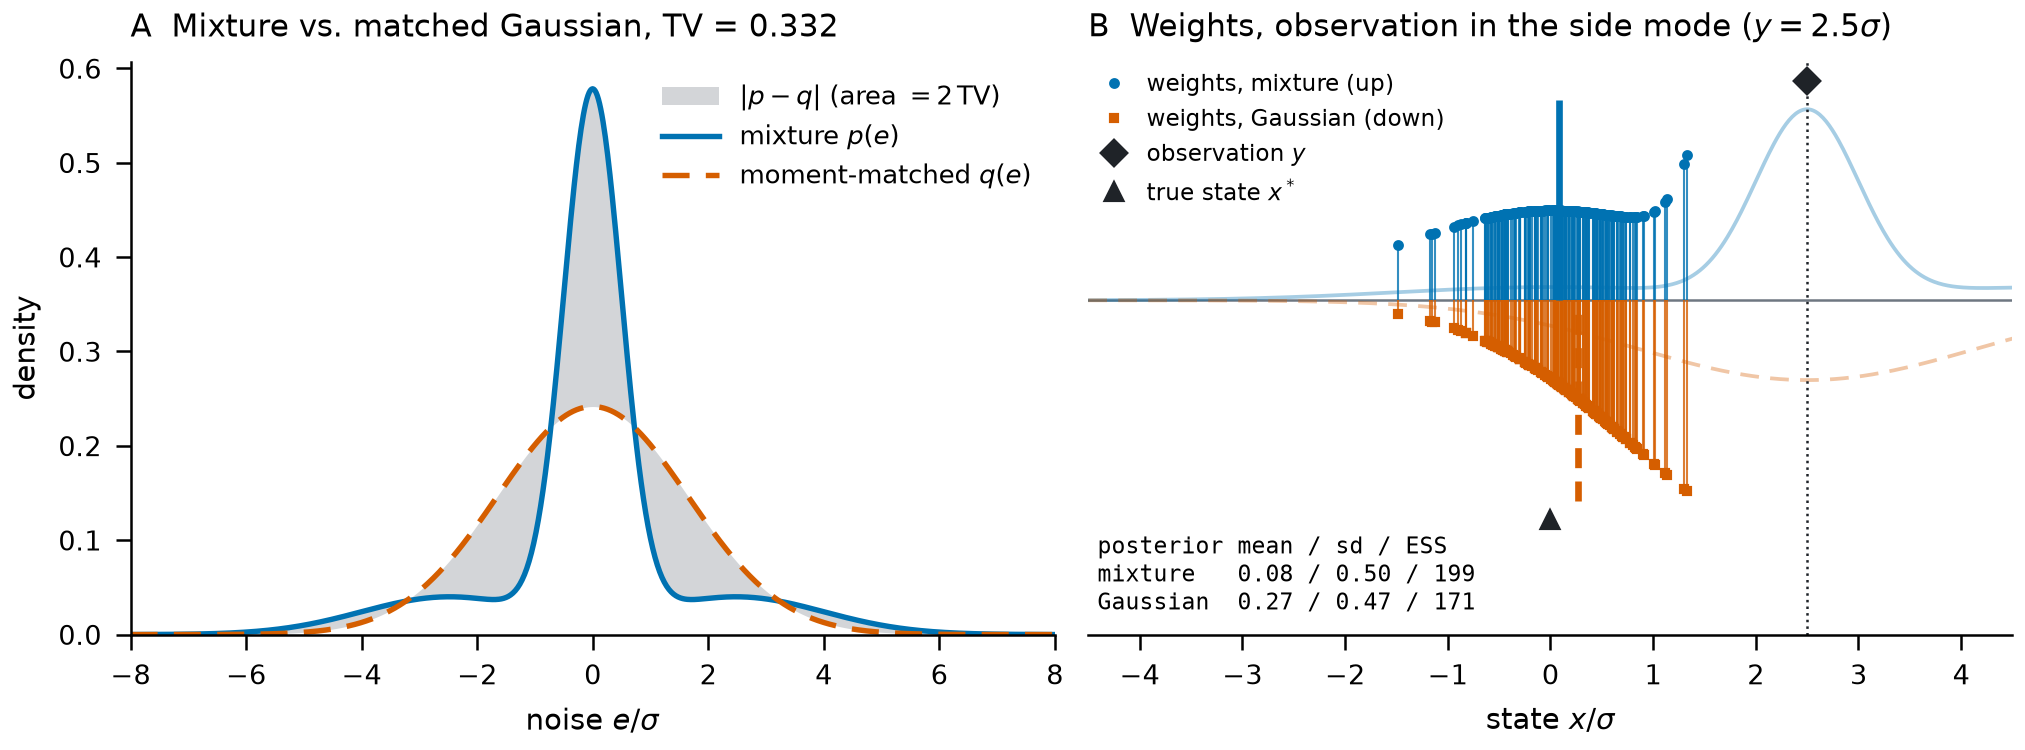 A Mixture vs. matched Gaussian, TV = 0.332
0.6
0.5
0.4
0.3
0.2
0.1
0.0
density
|p − q| (area = 2 TV)
mixture p(e)
moment-matched q(e)
−8 −6 −4 −2 0 2 4 6 8
noise e/σ
B Weights, observation in the side mode (y = 2.5σ)
weights, mixture (up)
weights, Gaussian (down)
observation y
true state x*
posterior mean / sd / ESS
mixture 0.08 / 0.50 / 199
Gaussian 0.27 / 0.47 / 171
−4 −3 −2 −1 0 1 2 3 4
state x/σ